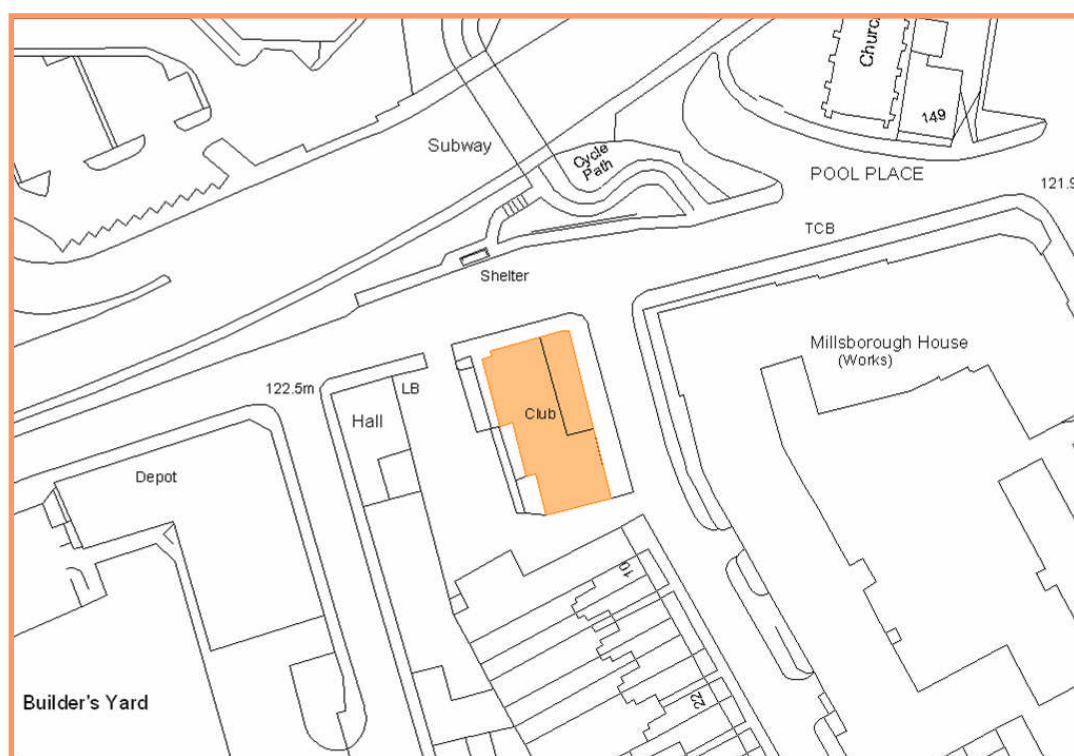 Church
149
Subway
Cycle
Path
POOL PLACE
121.9
TCB
Shelter
Millsborough House
(Works)
122.5m
LB
Hall
Club
Depot
10
22
Builder's Yard